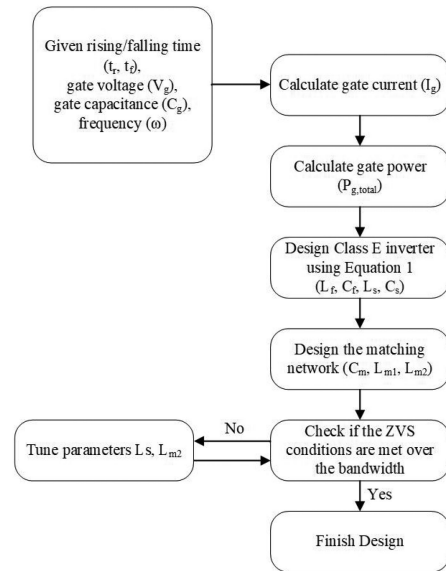 Given rising/falling time
(tr, tf),
gate voltage (Vg),
gate capacitance (Cg),
frequency (ω)
Calculate gate current (Ig)
Calculate gate power
(Pg,total)
Design Class E inverter
using Equation 1
(Lf, Cf, Ls, Cs)
Design the matching
network (Cm, Lm1, Lm2)
No
Tune parameters Ls, Lm2
Check if the ZVS
conditions are met over
the bandwidth
Yes
Finish Design